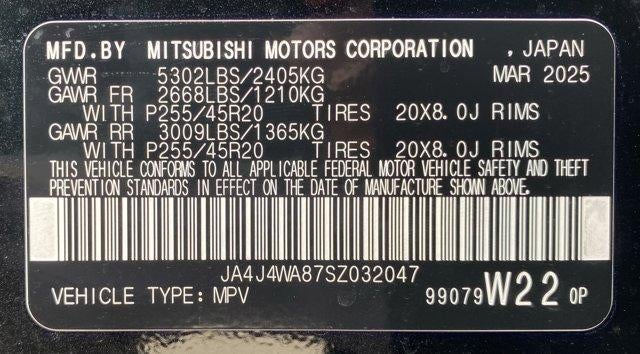 MFD.BY MITSUBISHI MOTORS CORPORATION , JAPAN
GVWR 5302LBS/2405KG MAR 2025
GAWR FR 2668LBS/1210KG
WITH P255/45R20 TIRES 20X8.0J RIMS
GAWR RR 3009LBS/1365KG
WITH P255/45R20 TIRES 20X8.0J RIMS
THIS VEHICLE CONFORMS TO ALL APPLICABLE FEDERAL MOTOR VEHICLE SAFETY AND THEFT
PREVENTION STANDARDS IN EFFECT ON THE DATE OF MANUFACTURE SHOWN ABOVE.
JA4J4WA87SZ032047
VEHICLE TYPE: MPV 99079 W22 0P